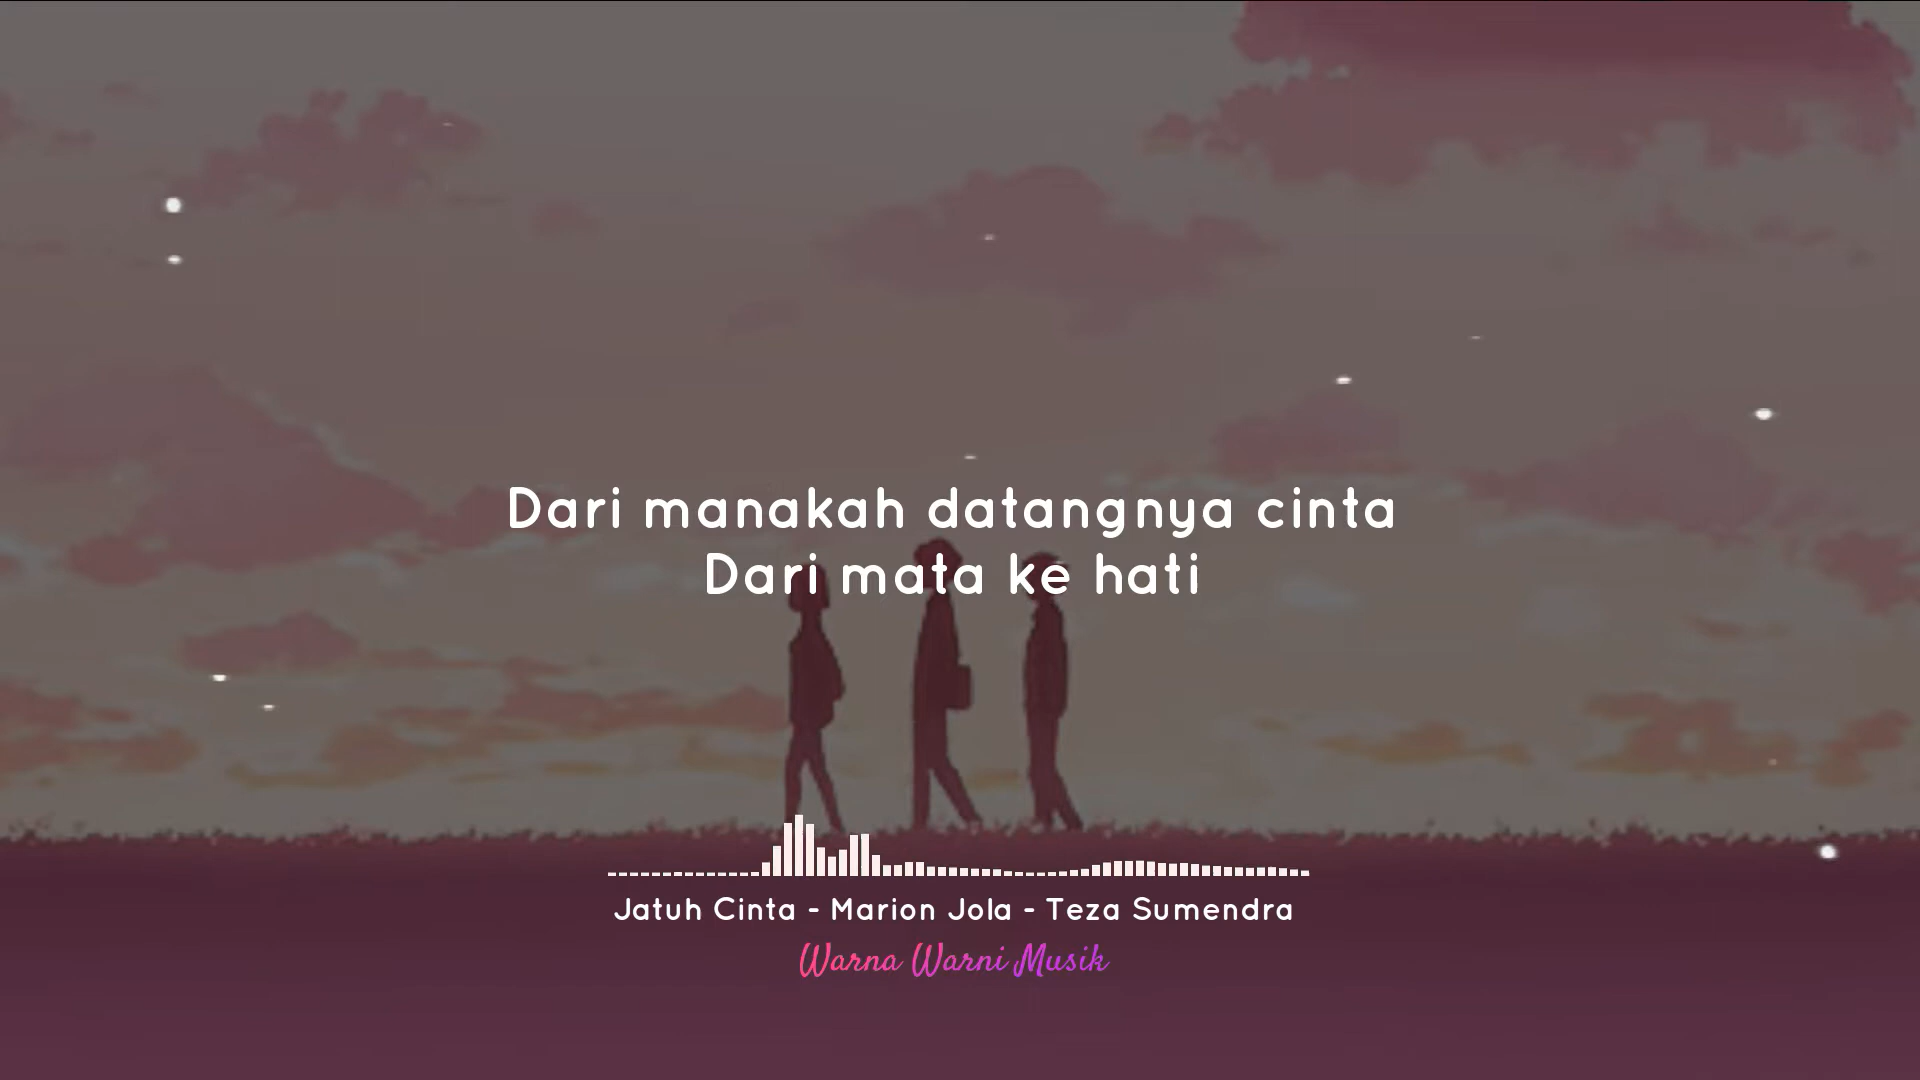 Dari manakah datangnya cinta
Dari mata ke hati
Jatuh Cinta - Marion Jola - Teza Sumendra
Warna Warni Musik